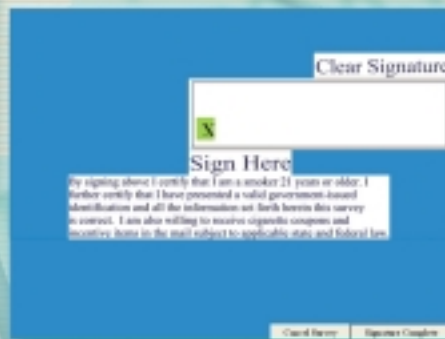 Clear Signature
X
Sign Here
By signing above I certify that I am a smoker 21 years or older. I
further certify that I have presented a valid government-issued
identification and all the information set forth herein this survey
is correct. I am also willing to receive cigarette coupons and
incentive items in the mail subject to applicable state and federal law.
Cancel Survey
Signature Complete